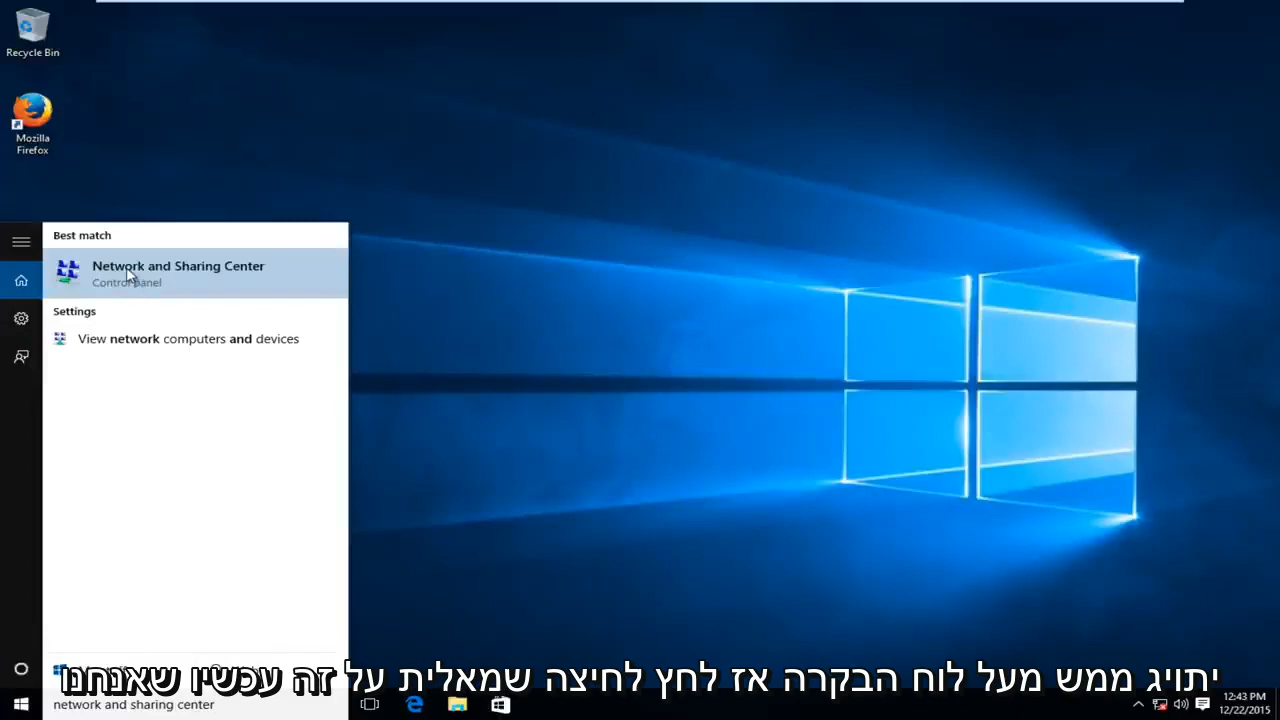 Recycle Bin
Mozilla
Firefox
Best match
Network and Sharing Center
Control panel
Settings
View network computers and devices
יתויג ממש מעל לוח הבקרה אז לחץ לחיצה שמאלית על זה עכשיו שאנחנו
network and sharing center
12:43 PM
12/22/2015